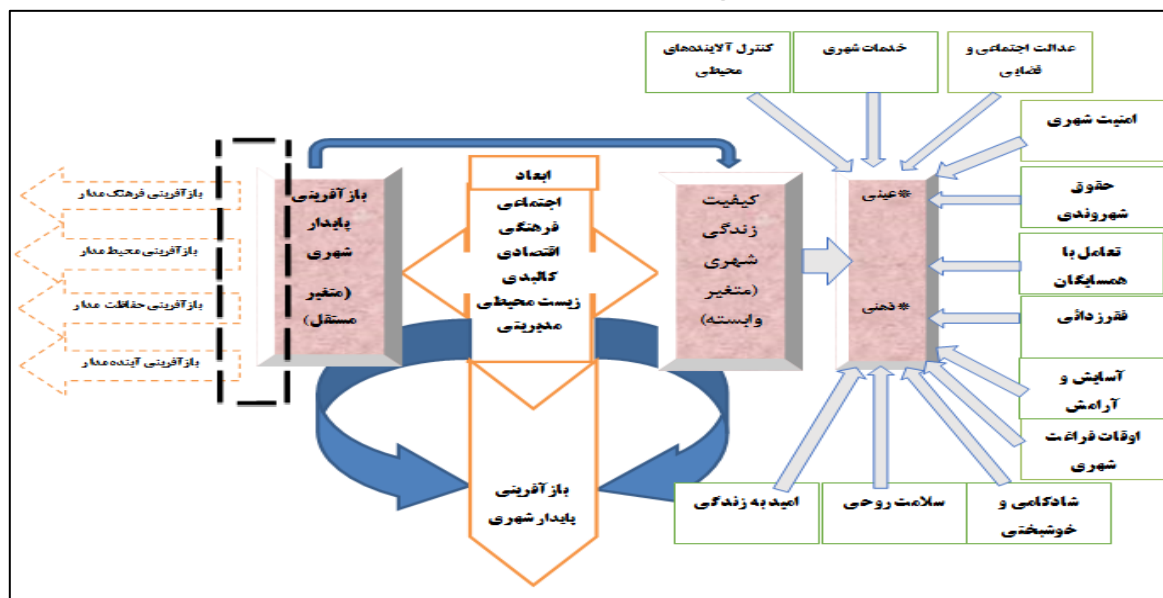 عدالت اجتماعی و
قضایی
خدمات شهری
کنترل آلاینده‌های
محیطی
امنیت شهری
حقوق
شهروندی
تعامل با
همسایگان
فقرزدائی
آسایش و
آرامش
اوقات فراغت
شهری
شادکامی و
خوشبختی
سلامت روحی
امید به زندگی
*عینی
*ذهنی
کیفیت
زندگی
شهری
(متغیر
وابسته)
ابعاد
اجتماعی
فرهنگی
اقتصادی
کالبدی
زیست محیطی
مدیریتی
بازآفرینی
پایدار شهری
بازآفرینی
پایدار
شهری
(متغیر
مستقل)
بازآفرینی فرهنگ مدار
بازآفرینی محیط مدار
بازآفرینی حفاظت مدار
بازآفرینی آینده مدار